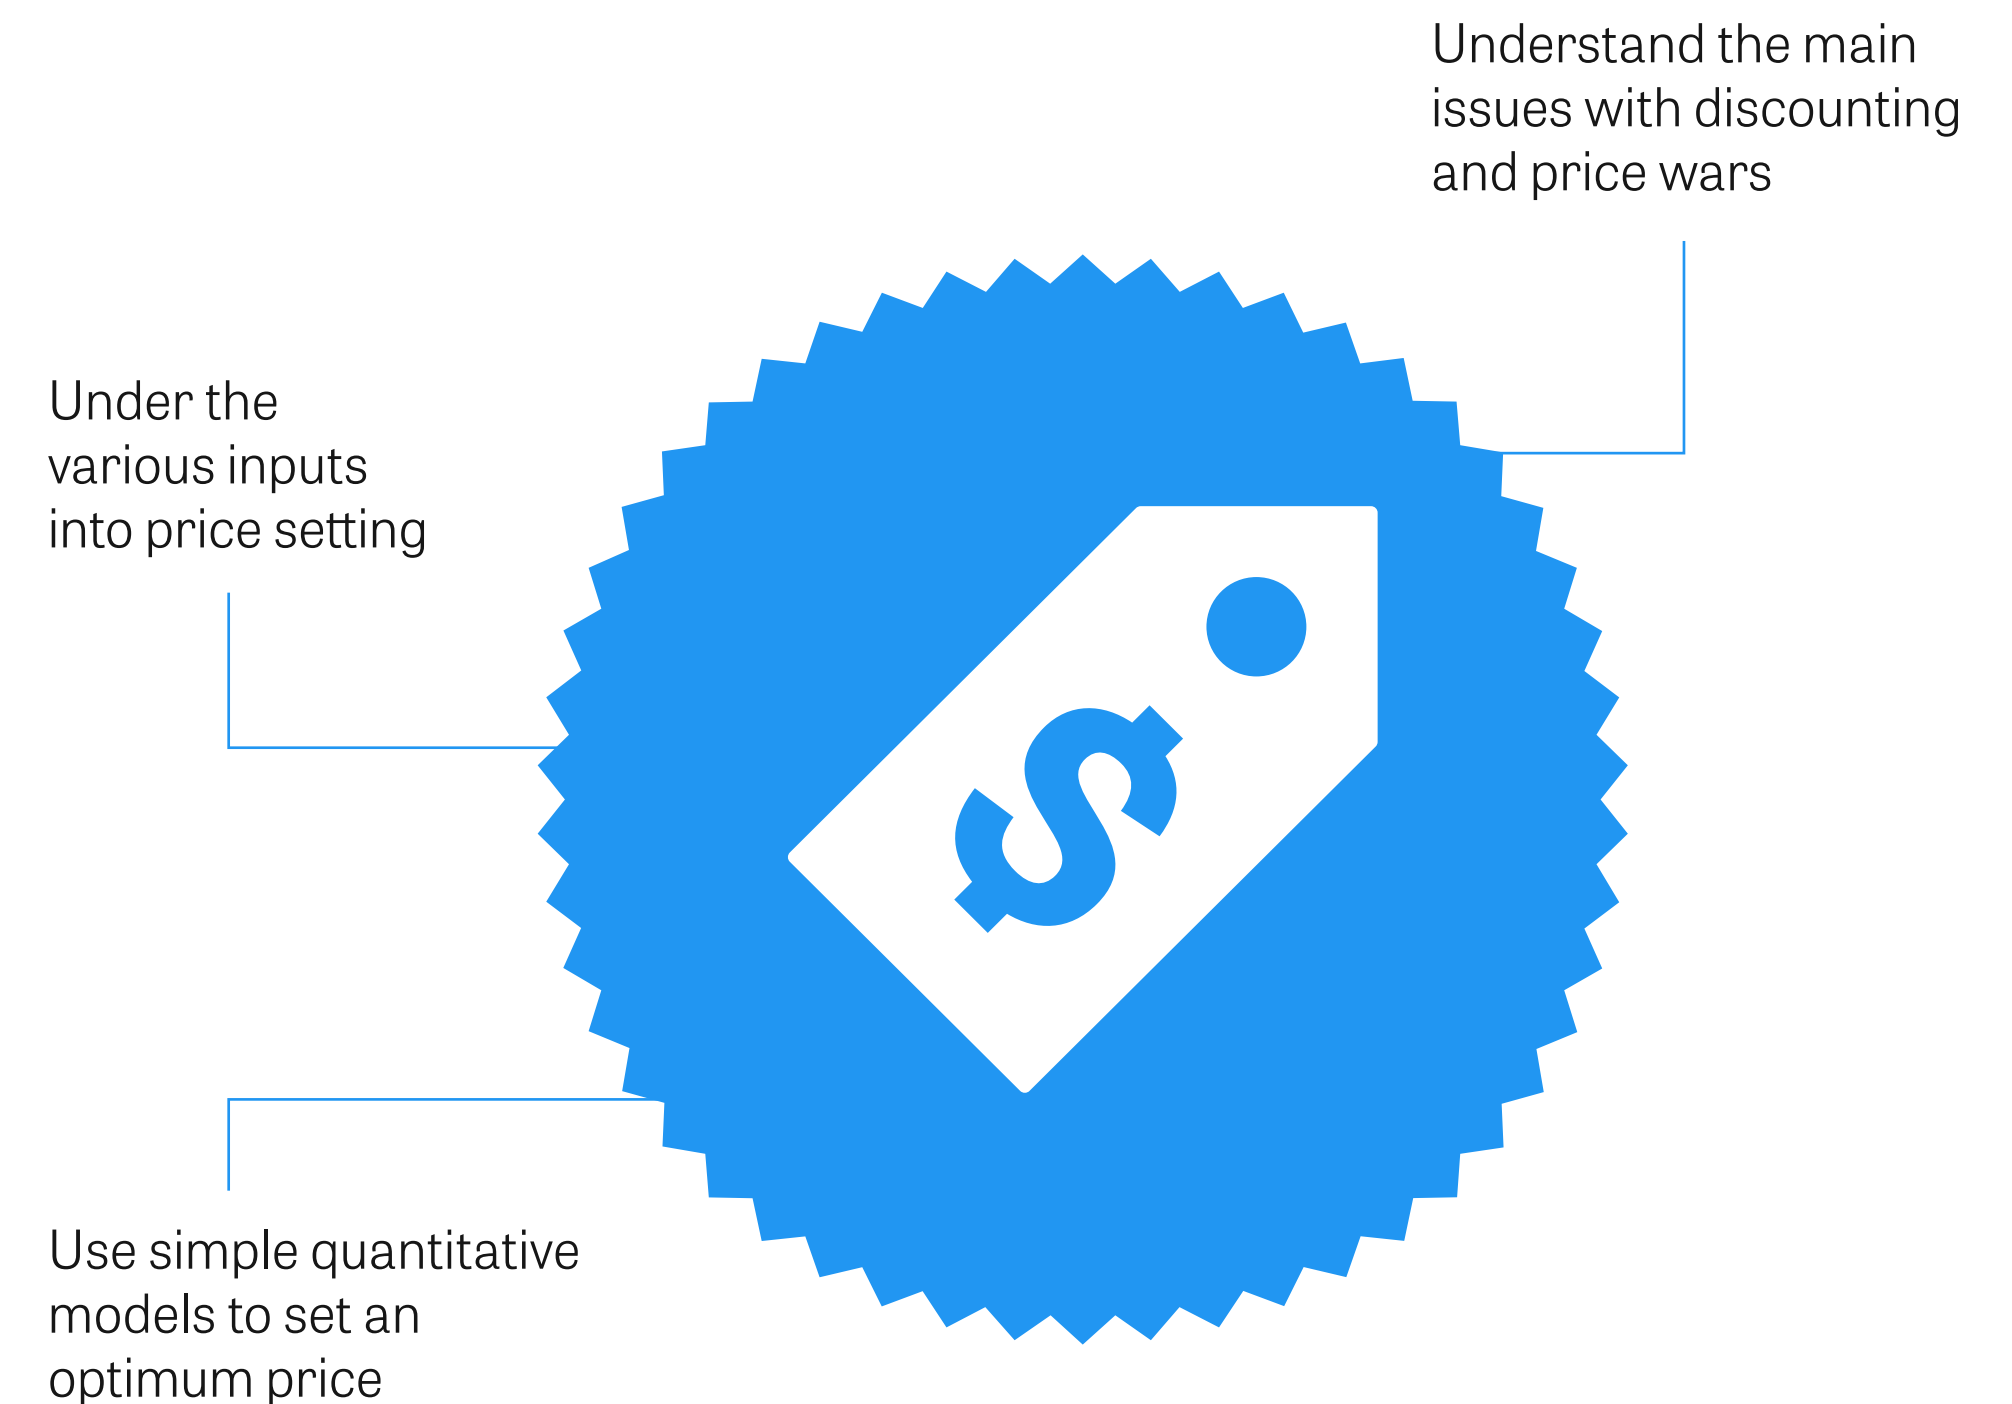 Understand the main
issues with discounting
and price wars
Under the
various inputs
into price setting
$
Use simple quantitative
models to set an
optimum price